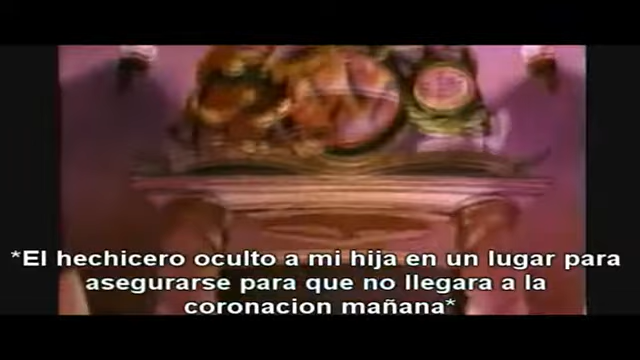 *El hechicero oculto a mi hija en un lugar para
asegurarse para que no llegara a la
coronacion mañana*